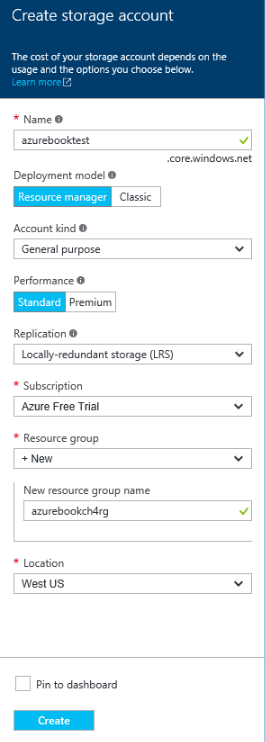 Create storage account
The cost of your storage account depends on the
usage and the options you choose below.
Learn more
* Name
azurebooktest
.core.windows.net
Deployment model
Resource manager Classic
Account kind
General purpose
Performance
Standard Premium
Replication
Locally-redundant storage (LRS)
* Subscription
Azure Free Trial
* Resource group
+ New
New resource group name
azurebookch4rg
* Location
West US
Pin to dashboard
Create